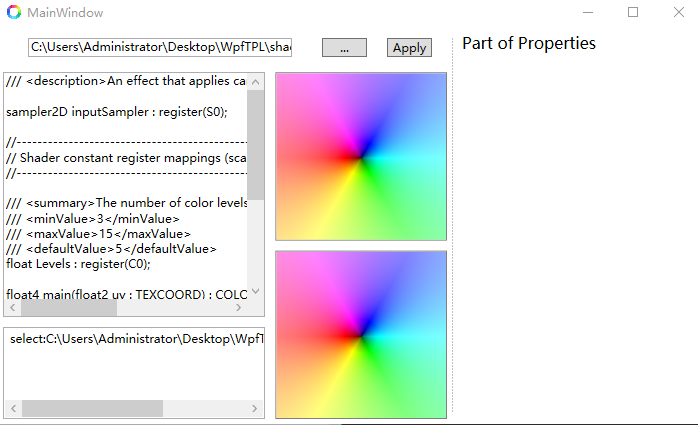 MainWindow
C:\Users\Administrator\Desktop\WpfTPL\shad
...
Apply
Part of Properties
/// <description>An effect that applies ca
sampler2D inputSampler : register(S0);
//-----------------------------------------------
// Shader constant register mappings (sca
//-----------------------------------------------
/// <summary>The number of color levels
/// <minValue>3</minValue>
/// <maxValue>15</maxValue>
/// <defaultValue>5</defaultValue>
float Levels : register(C0);
float4 main(float2 uv : TEXCOORD) : COLO
select:C:\Users\Administrator\Desktop\WpfT